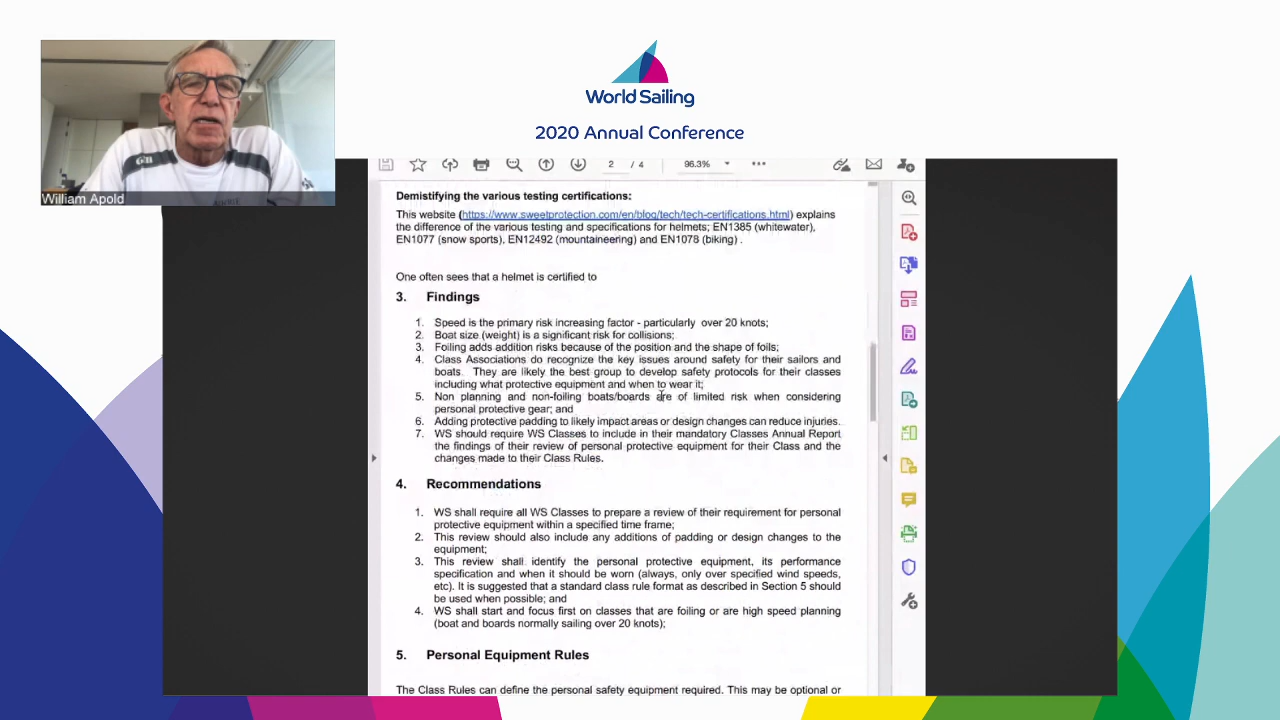 World Sailing
2020 Annual Conference
Gill
William Apold
2 / 4
96.3%
Demistifying the various testing certifications:
This website (https://www.sweetprotection.com/en/blog/tech/tech-certifications.html) explains
the difference of the various testing and specifications for helmets; EN1385 (whitewater),
EN1077 (snow sports), EN12492 (mountaineering) and EN1078 (biking) .
One often sees that a helmet is certified to
3. Findings
1. Speed is the primary risk increasing factor - particularly over 20 knots;
2. Boat size (weight) is a significant risk for collisions;
3. Foiling adds addition risks because of the position and the shape of foils;
4. Class Associations do recognize the key issues around safety for their sailors and
boats. They are likely the best group to develop safety protocols for their classes
including what protective equipment and when to wear it;
5. Non planning and non-foiling boats/boards are of limited risk when considering
personal protective gear; and
6. Adding protective padding to likely impact areas or design changes can reduce injuries.
7. WS should require WS Classes to include in their mandatory Classes Annual Report
the findings of their review of personal protective equipment for their Class and the
changes made to their Class Rules.
4. Recommendations
1. WS shall require all WS Classes to prepare a review of their requirement for personal
protective equipment within a specified time frame;
2. This review should also include any additions of padding or design changes to the
equipment;
3. This review shall identify the personal protective equipment, its performance
specification and when it should be worn (always, only over specified wind speeds,
etc). It is suggested that a standard class rule format as described in Section 5 should
be used when possible; and
4. WS shall start and focus first on classes that are foiling or are high speed planning
(boat and boards normally sailing over 20 knots);
5. Personal Equipment Rules
The Class Rules can define the personal safety equipment required. This may be optional or